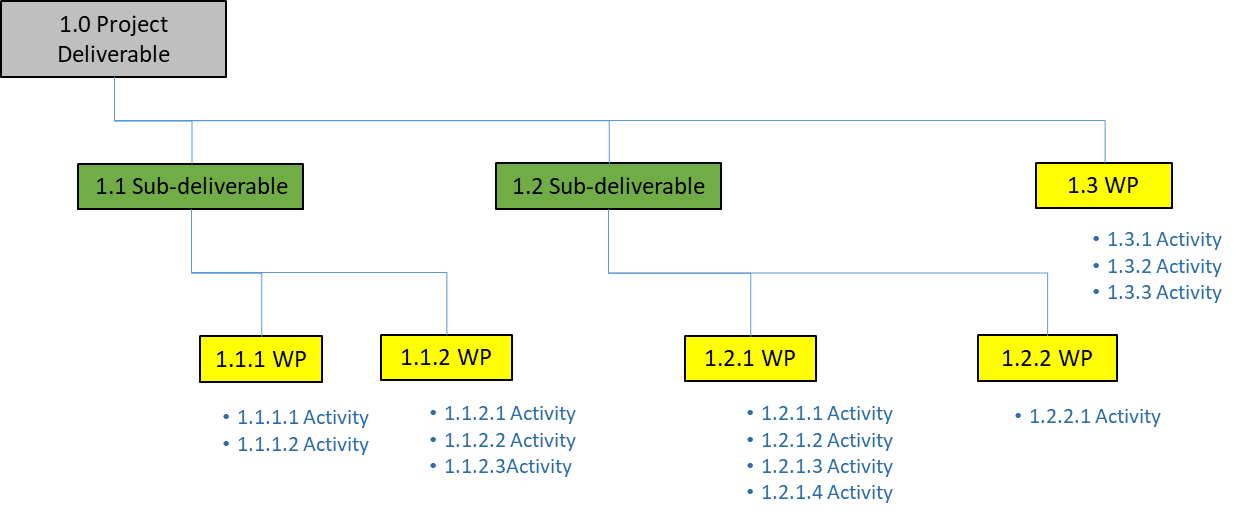 1.0 Project
Deliverable
1.1 Sub-deliverable
1.2 Sub-deliverable
1.3 WP
• 1.3.1 Activity
• 1.3.2 Activity
• 1.3.3 Activity
1.1.1 WP
1.1.2 WP
1.2.1 WP
1.2.2 WP
• 1.1.1.1 Activity
• 1.1.1.2 Activity
• 1.1.2.1 Activity
• 1.1.2.2 Activity
• 1.1.2.3Activity
• 1.2.1.1 Activity
• 1.2.1.2 Activity
• 1.2.1.3 Activity
• 1.2.1.4 Activity
• 1.2.2.1 Activity